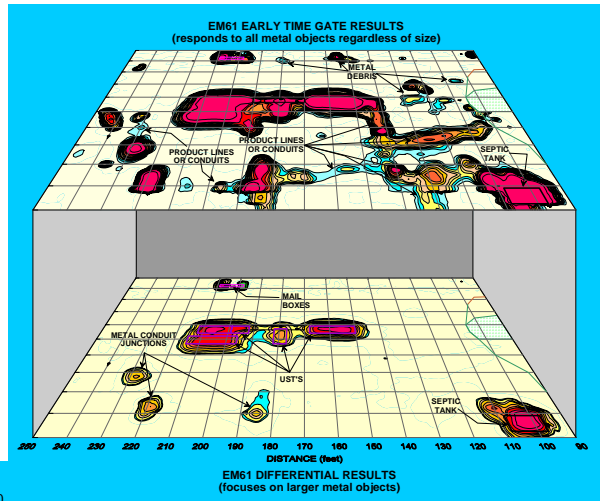 EM61 EARLY TIME GATE RESULTS
(responds to all metal objects regardless of size)
METAL
DEBRIS
PRODUCT LINES
OR CONDUITS
PRODUCT LINES
OR CONDUITS
SEPTIC
TANK
MAIL
BOXES
METAL CONDUIT
JUNCTIONS
UST'S
SEPTIC
TANK
250 220 210 200 190 180 170 160 150 140 130 120 110 100 90
DISTANCE (feet)
EM61 DIFFERENTIAL RESULTS
(focuses on larger metal objects)
0